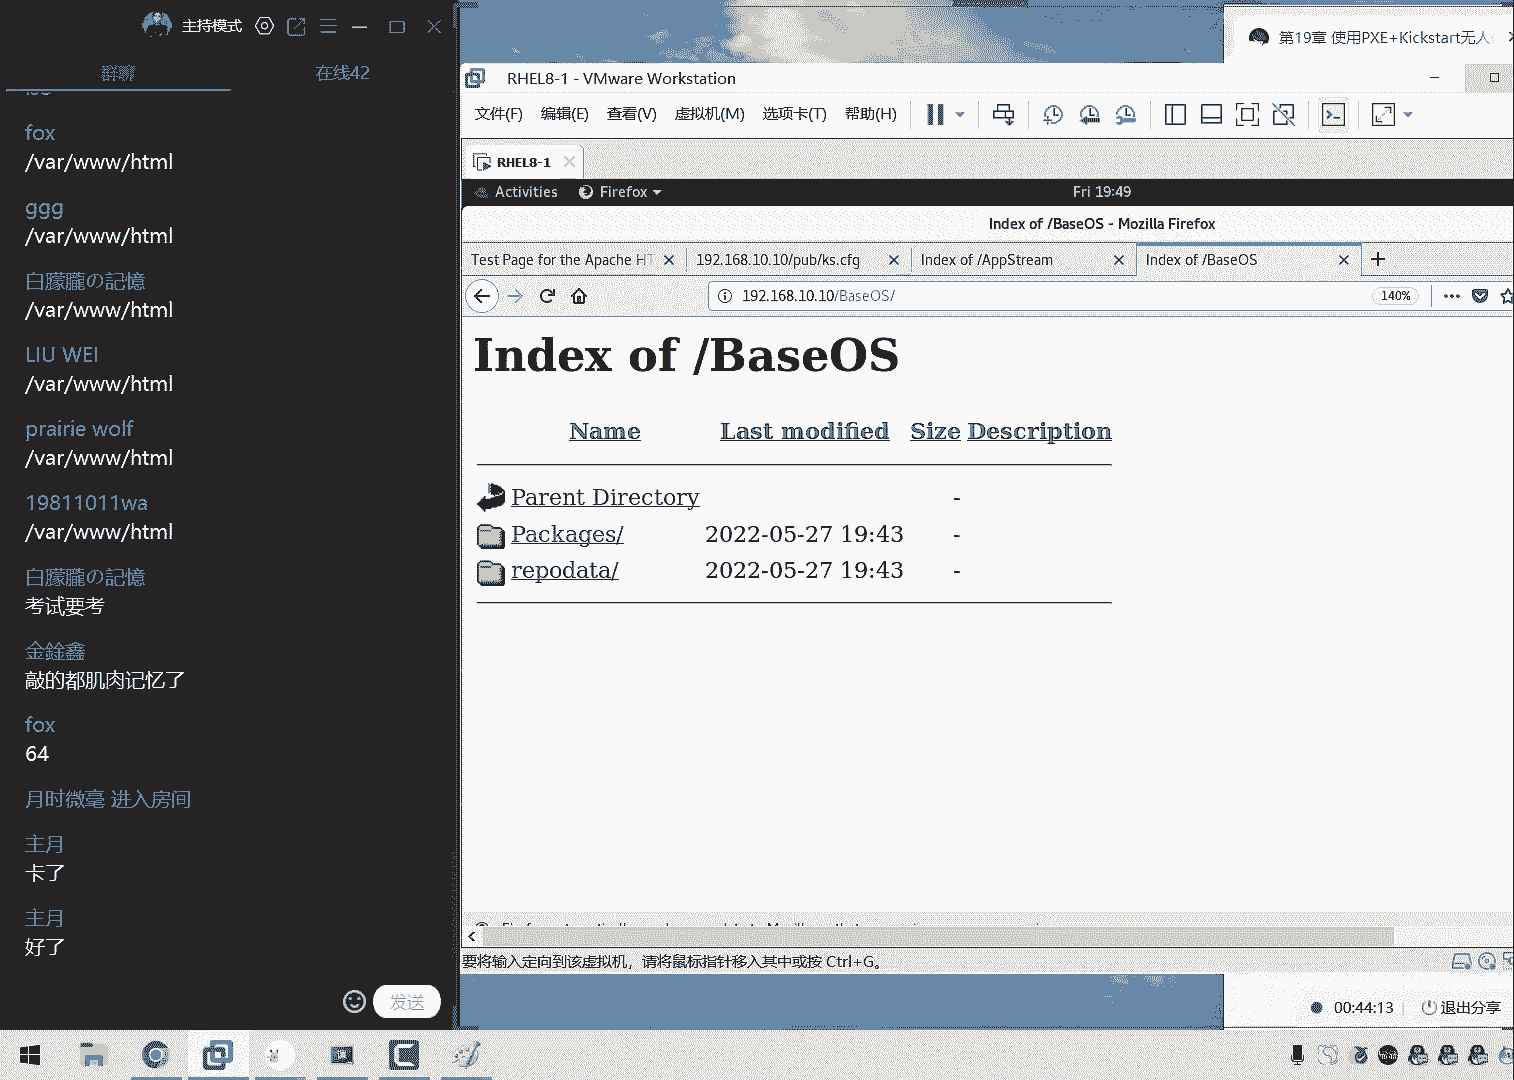 主持模式
群聊
在线42
fox
/var/www/html
ggg
/var/www/html
白朦朧の記憶
/var/www/html
LIU WEI
/var/www/html
prairie wolf
/var/www/html
19811011wa
/var/www/html
白朦朧の記憶
考试要考
金銓鑫
敲的都肌肉记忆了
fox
64
月时微毫 进入房间
主月
卡了
主月
好了
发送
第19章 使用PXE+Kickstart无人
RHEL8-1 - VMware Workstation
文件(F) 编辑(E) 查看(V) 虚拟机(M) 选项卡(T) 帮助(H)
RHEL8-1
Activities Firefox Fri 19:49
Index of /BaseOS - Mozilla Firefox
Test Page for the Apache HT 192.168.10.10/pub/ks.cfg Index of /AppStream Index of /BaseOS
192.168.10.10/BaseOS/ 140%
Index of /BaseOS
Name Last modified Size Description
Parent Directory -
Packages/ 2022-05-27 19:43 -
repodata/ 2022-05-27 19:43 -
要将输入定向到该虚拟机，请将鼠标指针移入其中或按 Ctrl+G。
00:44:13 退出分享